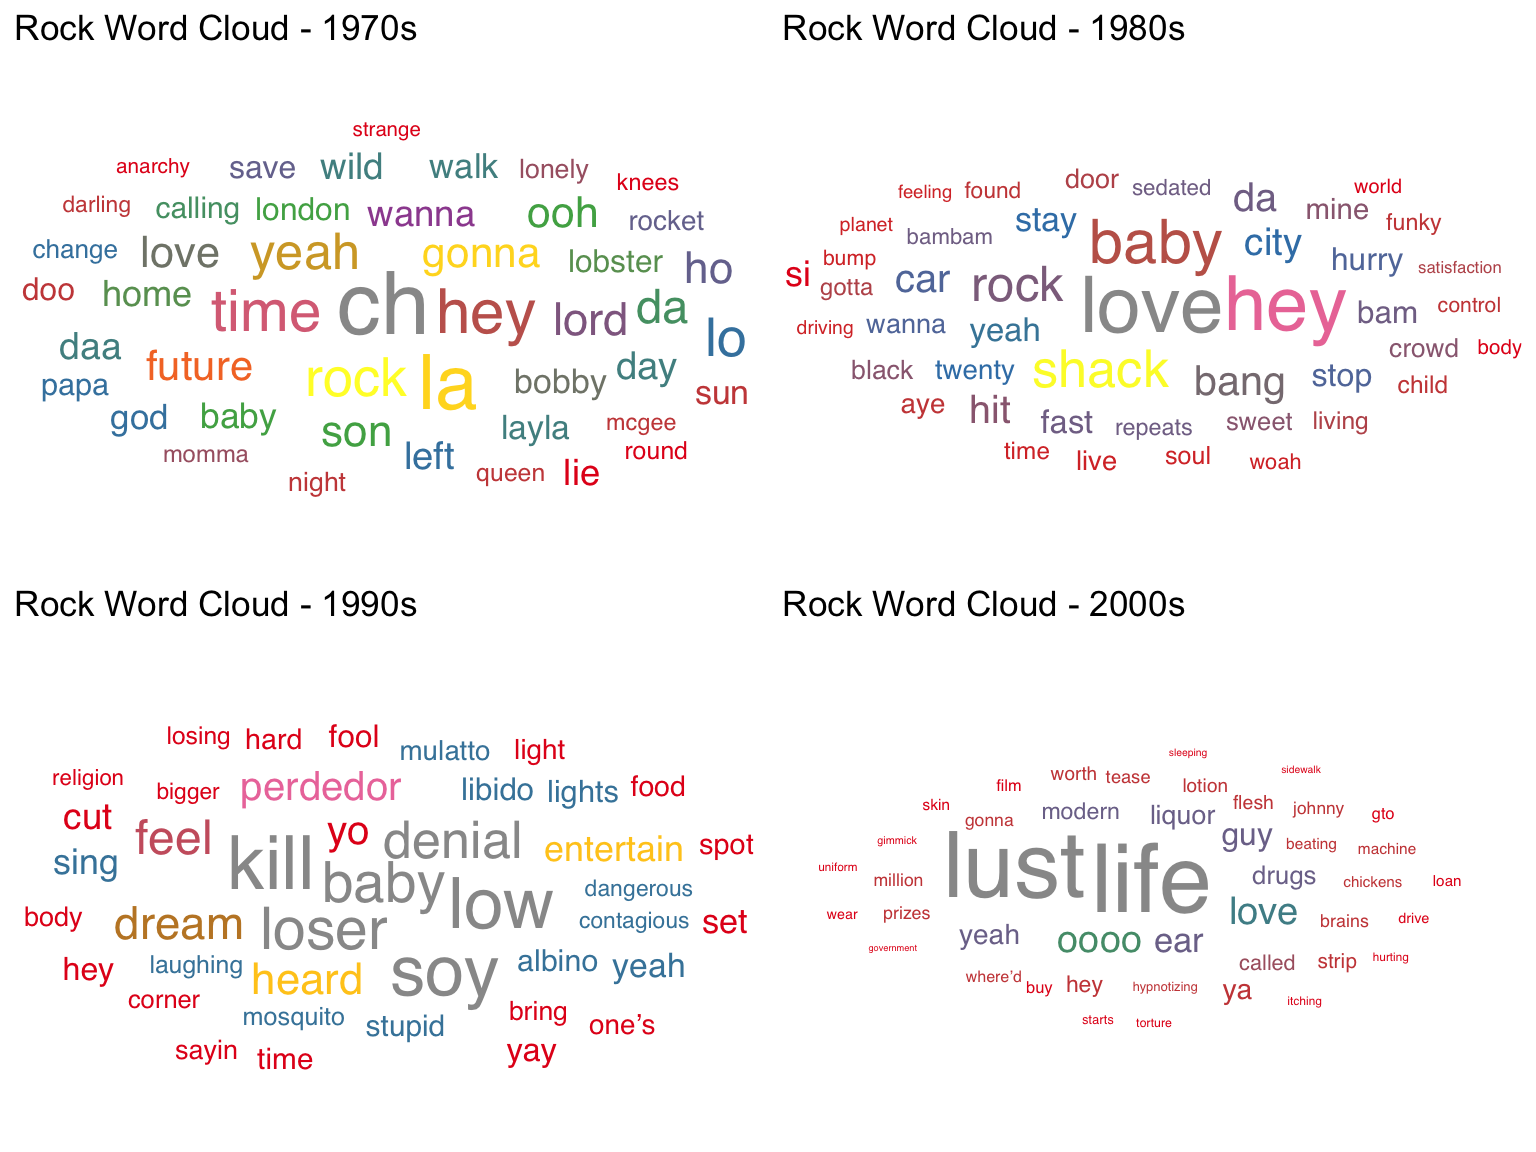 Rock Word Cloud - 1970s
strange
anarchy save wild walk lonely knees
darling calling london wanna ooh rocket
change love yeah gonna lobster ho
doo home time ch hey lord da lo
daa future rock la bobby day sun
papa god baby son left layla mcgee round
momma night queen lie
Rock Word Cloud - 1980s
feeling found door sedated da mine world
planet bambam stay baby city funky
si bump gotta car rock love hey hurry satisfaction
driving wanna yeah bam control
black twenty shack bang stop crowd body child
aye hit fast repeats sweet living
time live soul woah
Rock Word Cloud - 1990s
losing hard fool mulatto light
religion bigger perdedor libido lights food
cut feel kill yo denial entertain spot
sing baby low dangerous
body dream loser contagious set
hey laughing heard soy albino yeah
corner mosquito stupid bring one’s
sayin time yay
Rock Word Cloud - 2000s
sleeping
film worth tease lotion sidewalk
skin gonna modern liquor flesh johnny gto
gimmick lust life guy beating machine
uniform million drugs chickens loan
wear prizes love brains drive
government yeah oooo ear
where’d buy hey hypnotizing called ya strip hurting itching
starts torture